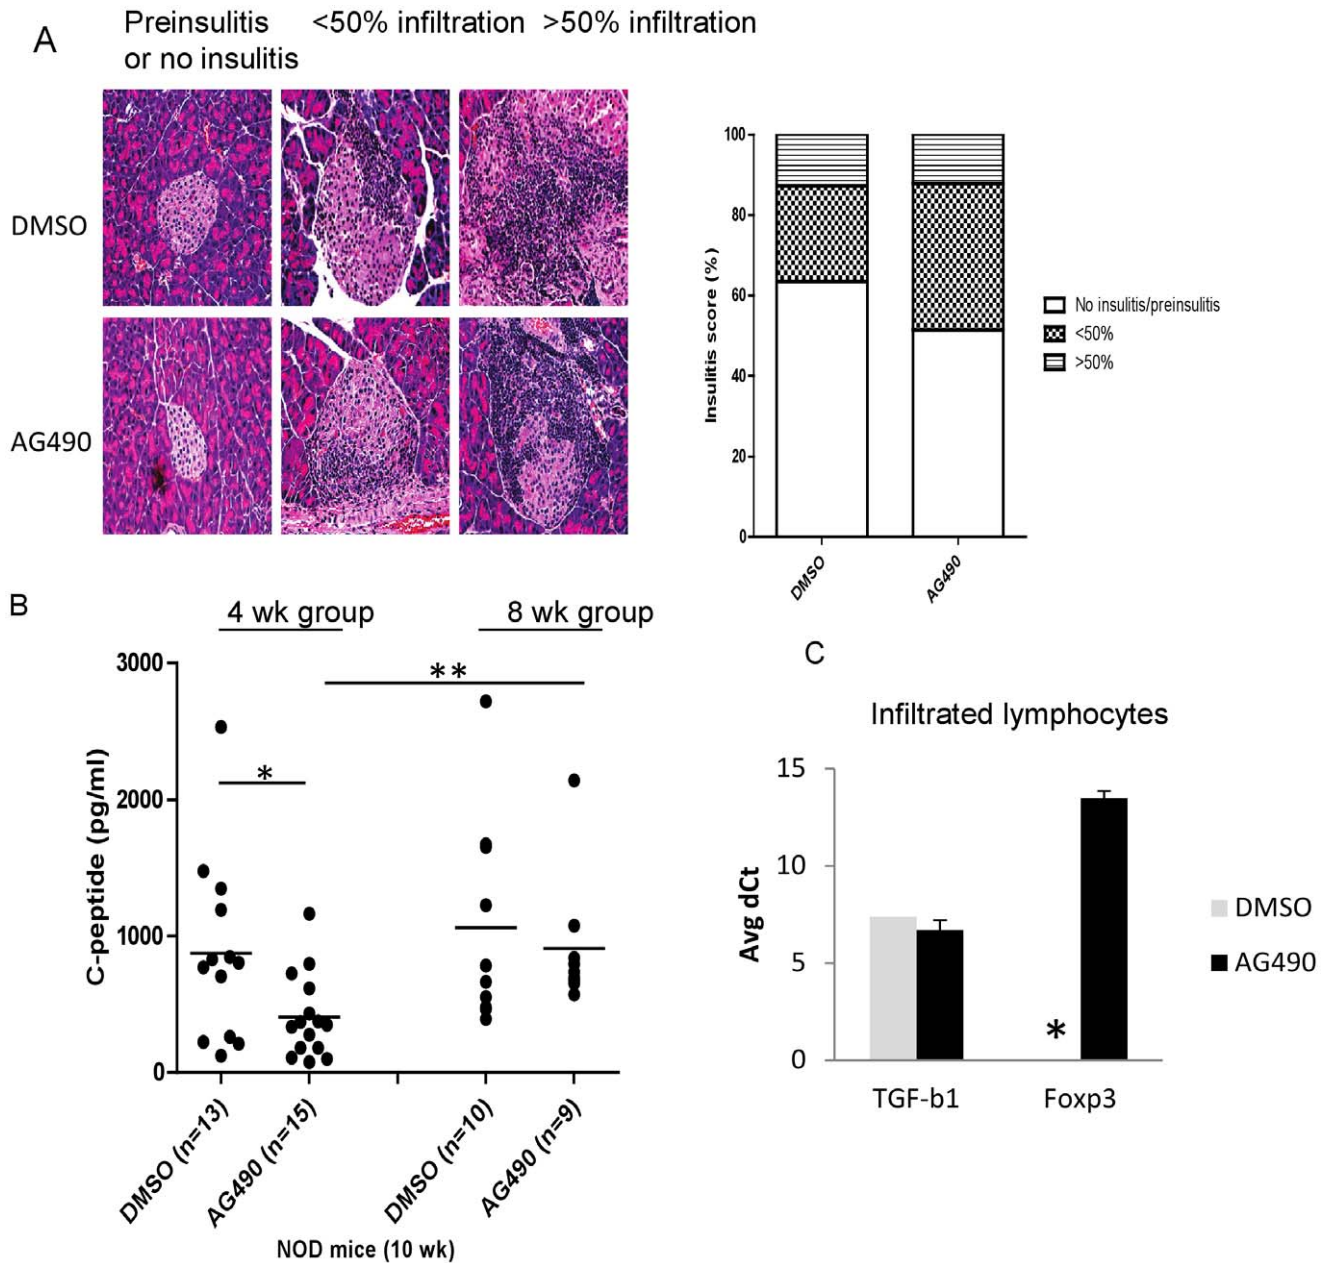 A
Preinsulitis
or no insulitis
<50% infiltration
>50% infiltration
DMSO
AG490
Insulitis score (%)
100
80
60
40
20
0
DMSO
AG490
No insulitis/preinsulitis
<50%
>50%
B
4 wk group
8 wk group
C-peptide (pg/ml)
3000
2000
1000
0
*
**
DMSO (n=13)
AG490 (n=15)
DMSO (n=10)
AG490 (n=9)
NOD mice (10 wk)
C
Infiltrated lymphocytes
Avg dCt
15
10
5
0
*
TGF-b1
Foxp3
DMSO
AG490